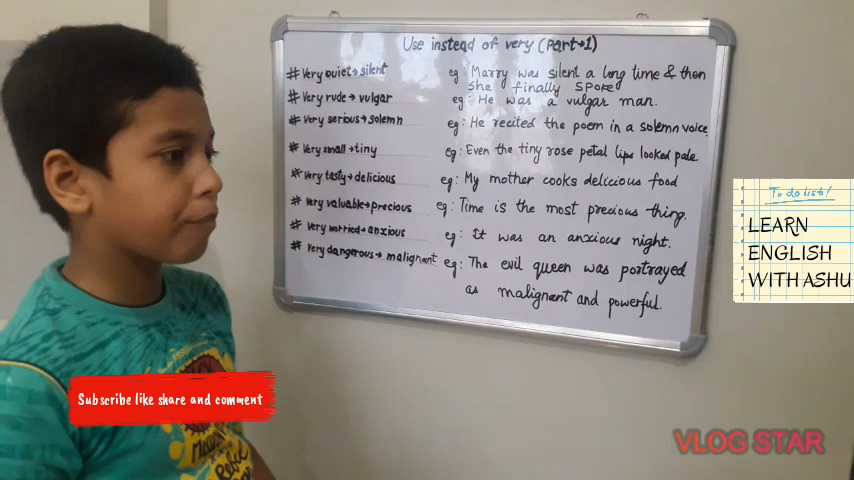 Use instead of very (Part→1)
# Very quiet→ silent
eg: Marry was silent a long time & then
she finally spoke
# Very rude → vulgar
eg: He was a vulgar man.
# Very serious→solemn
eg: He recited the poem in a solemn voice.
# Very small→tiny
eg: Even the tiny rose petal lips looked pale
# Very tasty→delicious
eg: My mother cooks delicious food
# Very valuable→precious
eg: Time is the most precious thing.
# Very worried→anxious
eg: It was an anxious night.
# Very dangerous→ malignant
eg: The evil queen was portrayed
as malignant and powerful.
To do list!
LEARN
ENGLISH
WITH ASHU
Subscribe like share and comment
VLOG STAR